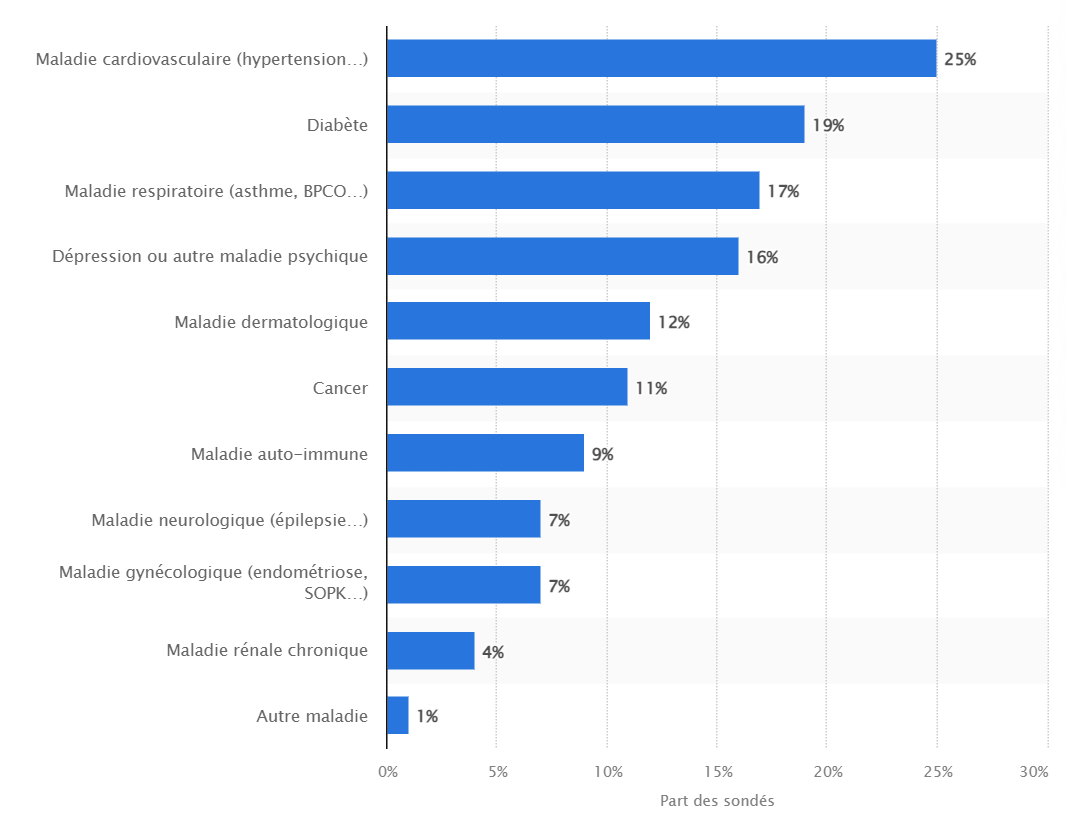 Maladie cardiovasculaire (hypertension...) 25%
Diabète 19%
Maladie respiratoire (asthme, BPCO...) 17%
Dépression ou autre maladie psychique 16%
Maladie dermatologique 12%
Cancer 11%
Maladie auto-immune 9%
Maladie neurologique (épilepsie...) 7%
Maladie gynécologique (endométriose,
SOPK...) 7%
Maladie rénale chronique 4%
Autre maladie 1%
0% 5% 10% 15% 20% 25% 30%
Part des sondés